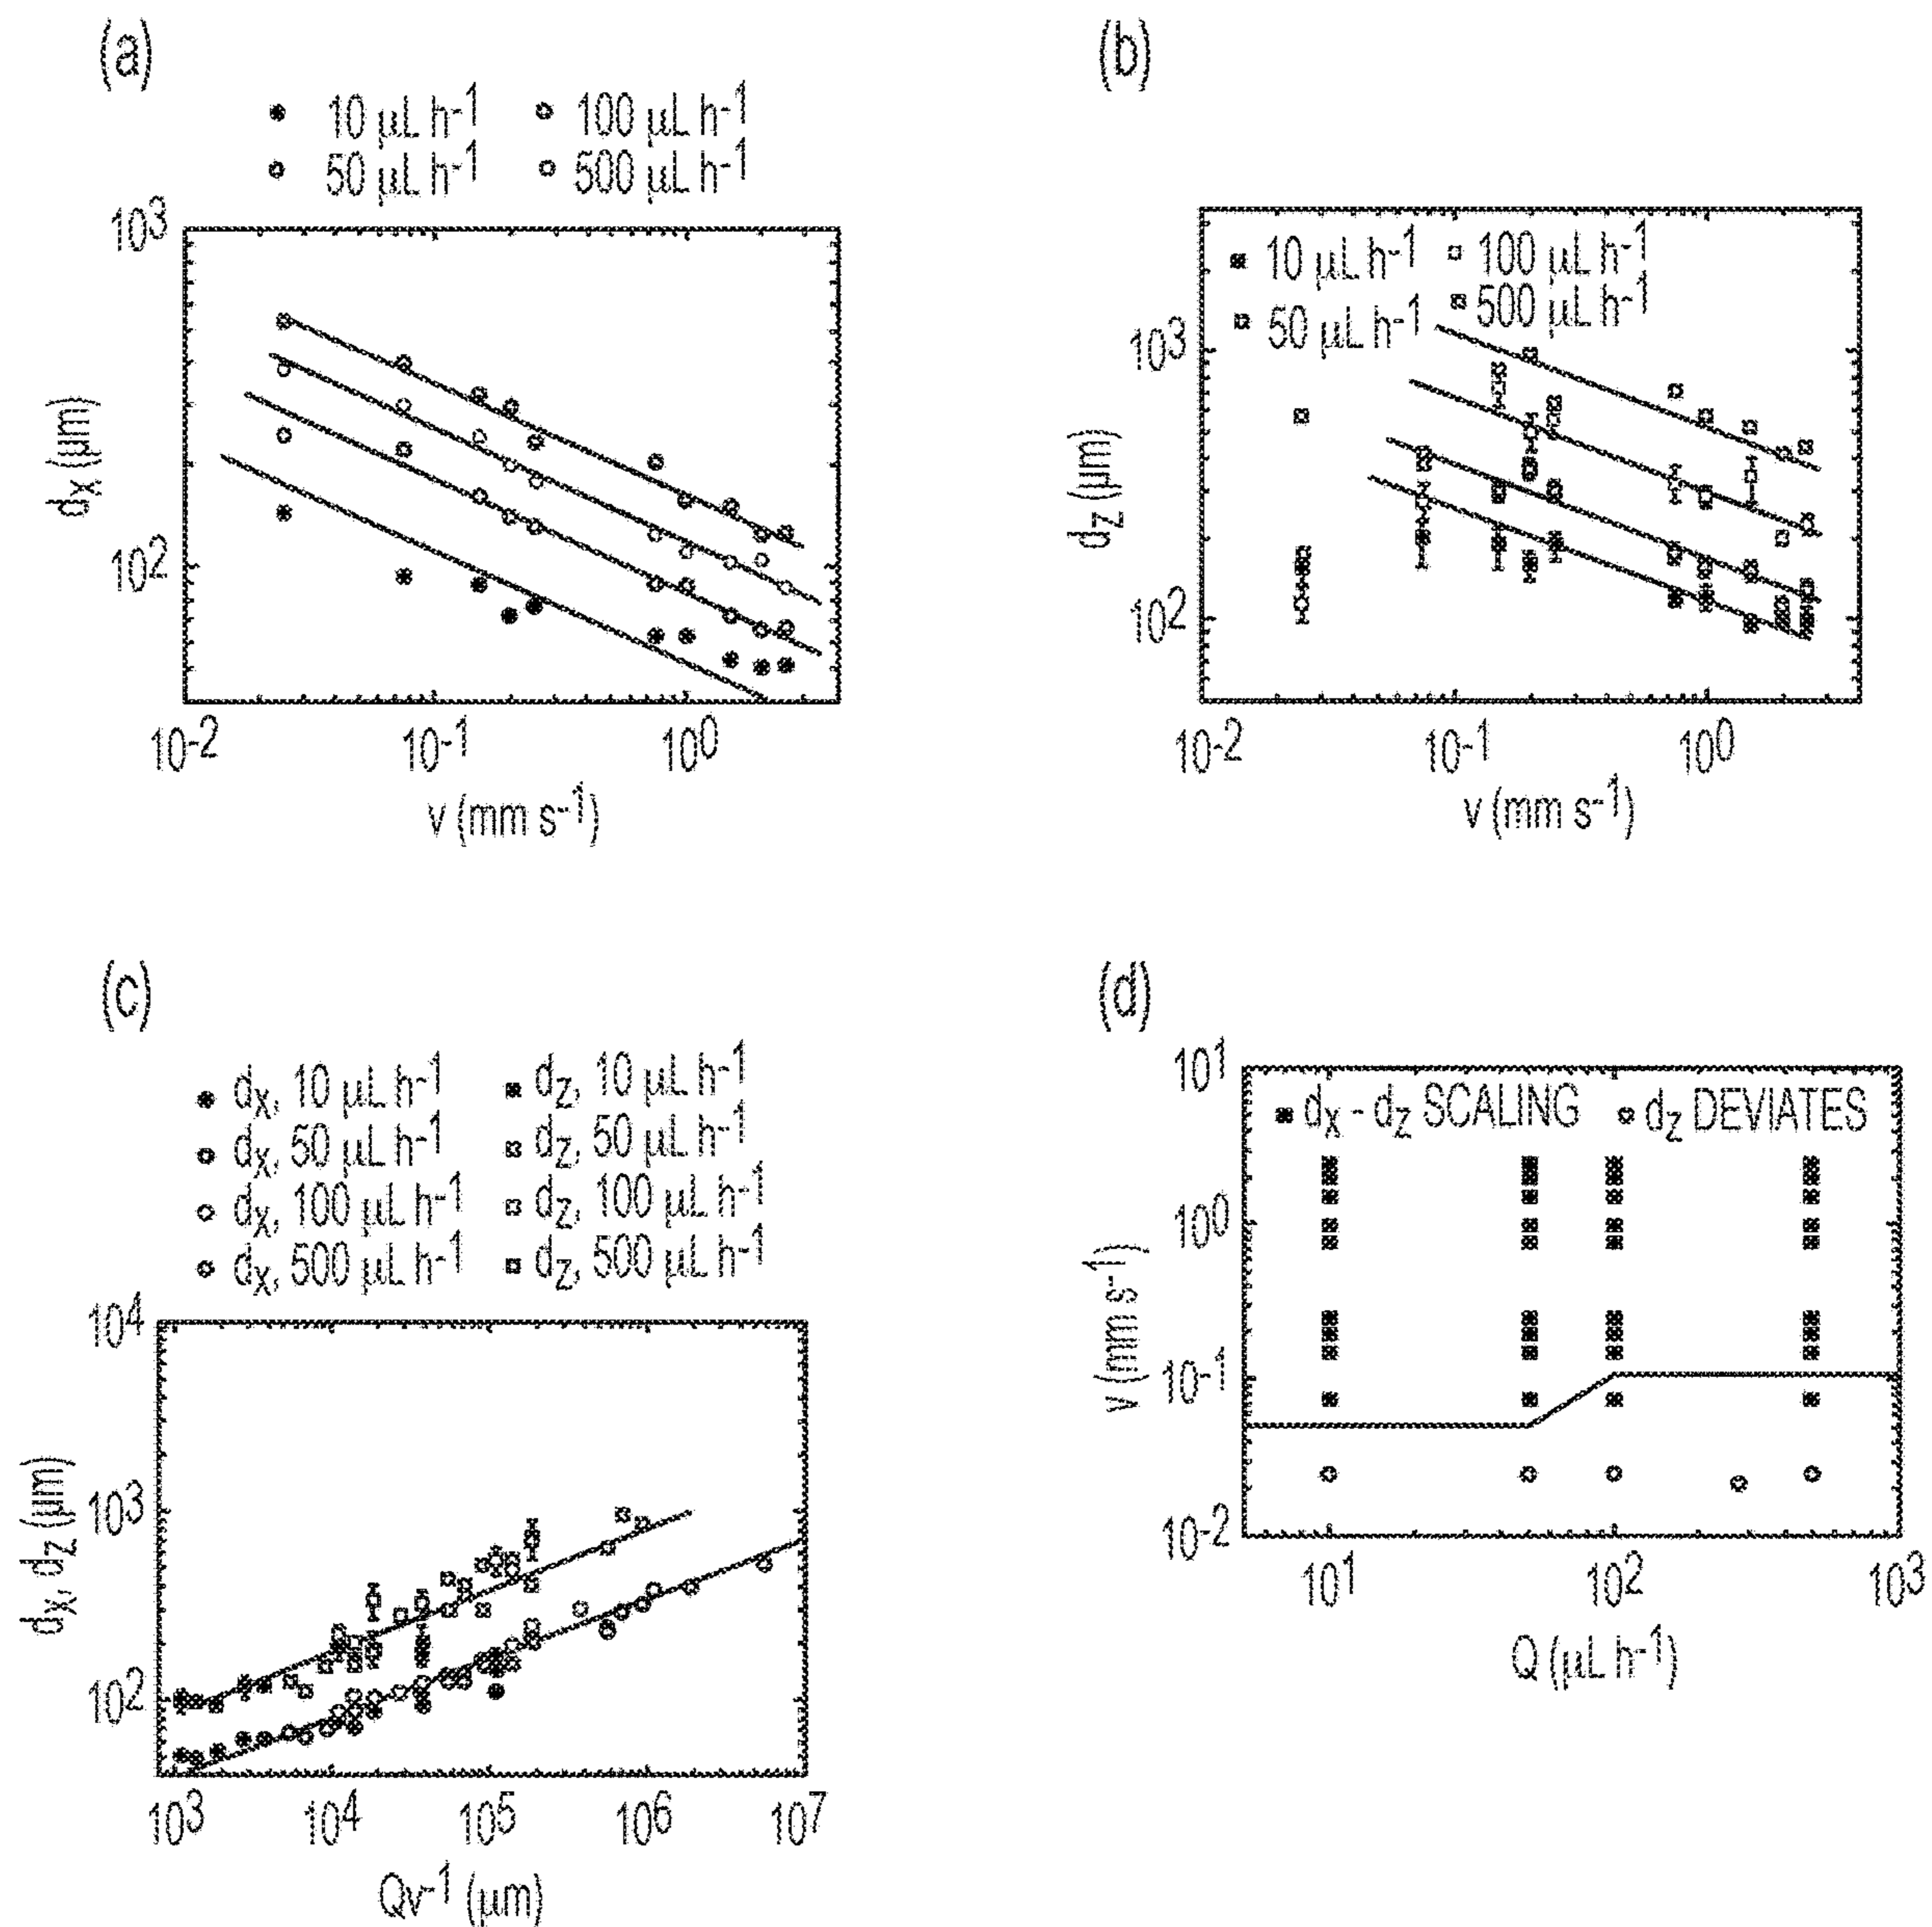 (a)
10 µL h-1
100 µL h-1
50 µL h-1
500 µL h-1
10³
10²
dx (µm)
10-2
10-1
10⁰
v (mm s-1)
(b)
10 µL h-1
100 µL h-1
50 µL h-1
500 µL h-1
10³
10²
dz (µm)
10-2
10-1
10⁰
v (mm s-1)
(c)
dx, 10 µL h-1
dz, 10 µL h-1
dx, 50 µL h-1
dz, 50 µL h-1
dx, 100 µL h-1
dz, 100 µL h-1
dx, 500 µL h-1
dz, 500 µL h-1
10⁴
10³
10²
dx, dz (µm)
10³
10⁴
10⁵
10⁶
10⁷
Qv-1 (µm)
(d)
10¹
dx - dz SCALING
dz DEVIATES
10⁰
10-1
10-2
v (mm s-1)
10¹
10²
10³
Q (µL h-1)